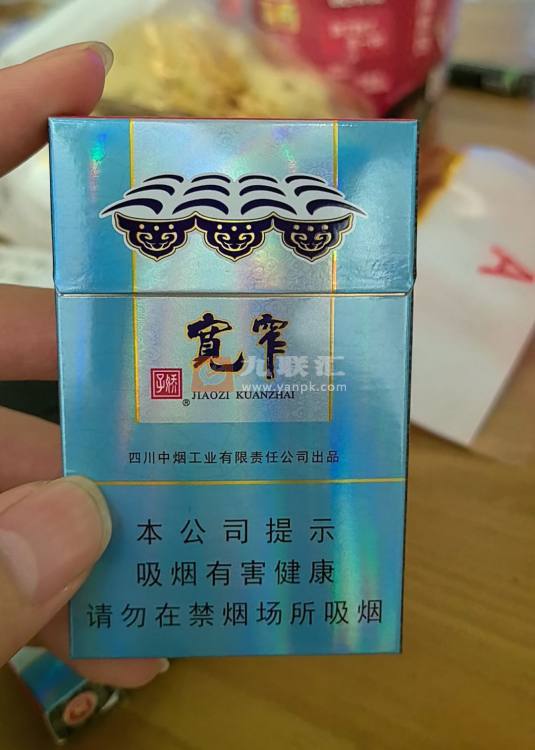 宽窄
娇子
® JIAOZI KUANZHAI
九联汇
www.yanpk.com
四川中烟工业有限责任公司出品
本公司提示
吸烟有害健康
请勿在禁烟场所吸烟
A